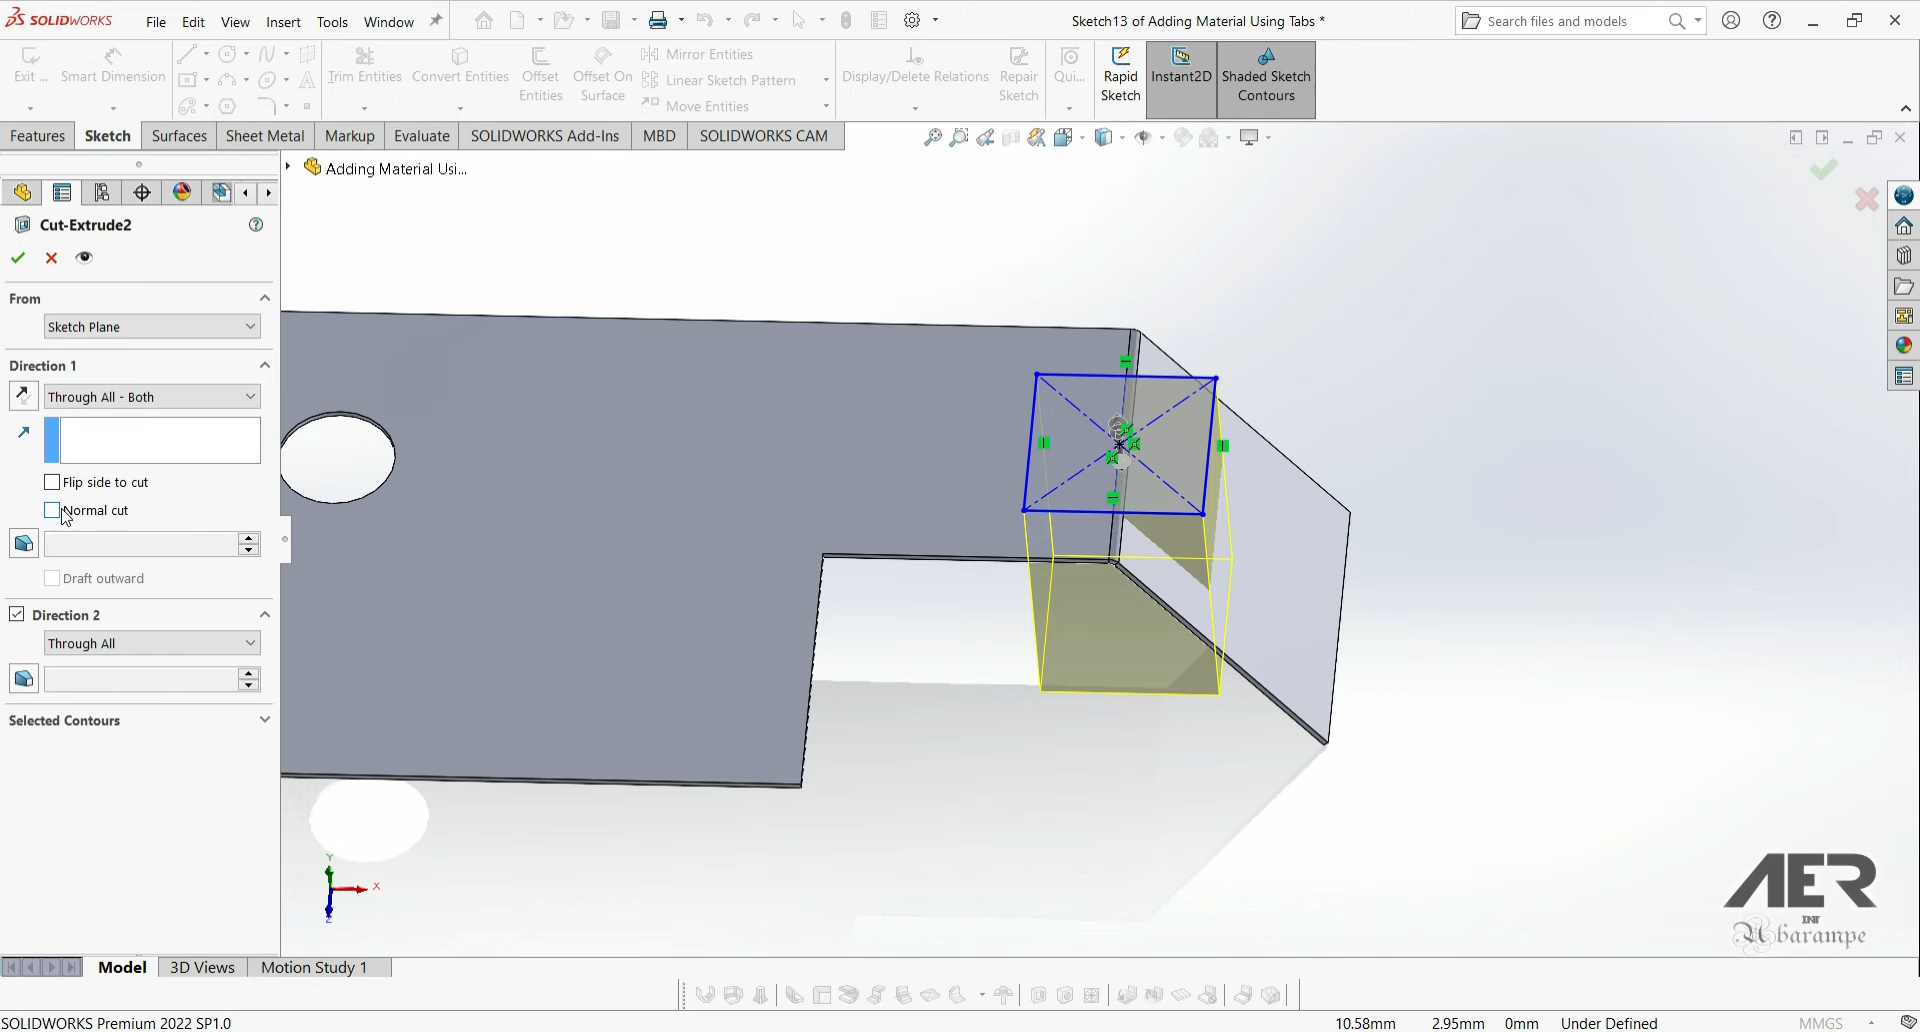 SOLIDWORKS File Edit View Insert Tools Window
Sketch13 of Adding Material Using Tabs *
Search files and models
Exit ...
Smart Dimension
Trim Entities
Convert Entities
Offset Entities
Offset On Surface
Mirror Entities
Linear Sketch Pattern
Move Entities
Display/Delete Relations
Repair Sketch
Qui...
Rapid Sketch
Instant2D
Shaded Sketch Contours
Features Sketch Surfaces Sheet Metal Markup Evaluate SOLIDWORKS Add-Ins MBD SOLIDWORKS CAM
Adding Material Usi...
Cut-Extrude2
From
Sketch Plane
Direction 1
Through All - Both
Flip side to cut
Normal cut
Draft outward
Direction 2
Through All
Selected Contours
Y
X
Z
AER
INT
Abarampe
Model 3D Views Motion Study 1
SOLIDWORKS Premium 2022 SP1.0
10.58mm 2.95mm 0mm Under Defined MMGS